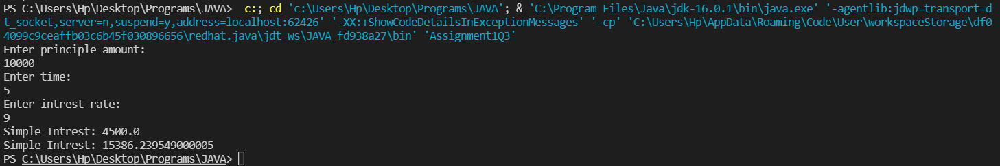 PS C:\Users\Hp\Desktop\Programs\JAVA>  c:; cd 'c:\Users\Hp\Desktop\Programs\JAVA'; & 'C:\Program Files\Java\jdk-16.0.1\bin\java.exe' '-agentlib:jdwp=transport=d
t_socket,server=n,suspend=y,address=localhost:62426' '-XX:+ShowCodeDetailsInExceptionMessages' '-cp' 'C:\Users\Hp\AppData\Roaming\Code\User\workspaceStorage\df0
4099c9ceaffb03c6b45f030896656\redhat.java\jdt_ws\JAVA_fd938a27\bin' 'Assignment1Q3'
Enter principle amount:
10000
Enter time:
5
Enter intrest rate:
9
Simple Intrest: 4500.0
Simple Intrest: 15386.239549000005
PS C:\Users\Hp\Desktop\Programs\JAVA>